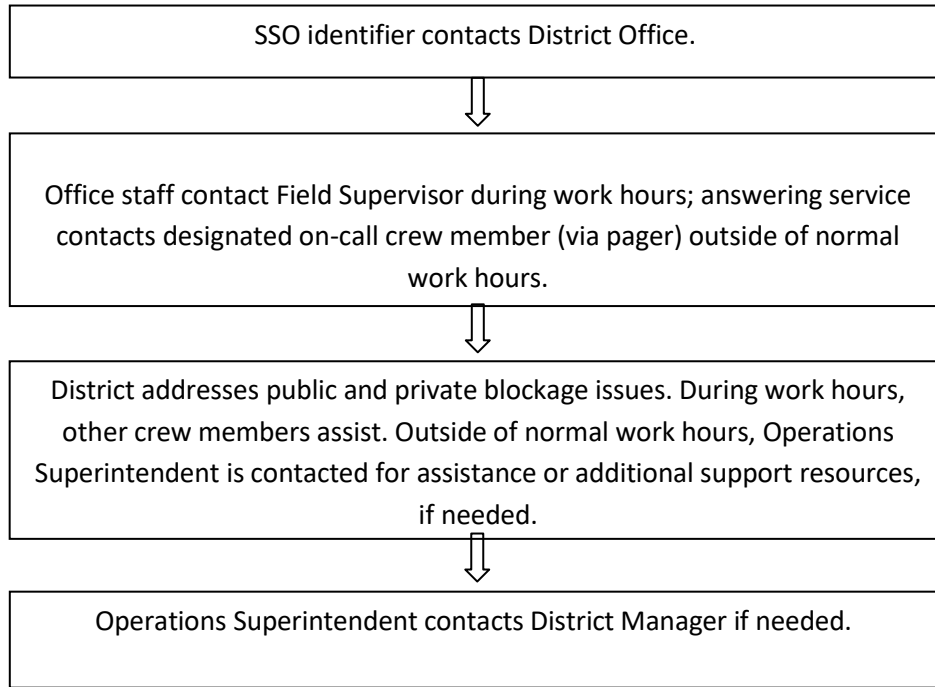 SSO identifier contacts District Office.
Office staff contact Field Supervisor during work hours; answering service
contacts designated on-call crew member (via pager) outside of normal
work hours.
District addresses public and private blockage issues. During work hours,
other crew members assist. Outside of normal work hours, Operations
Superintendent is contacted for assistance or additional support resources,
if needed.
Operations Superintendent contacts District Manager if needed.